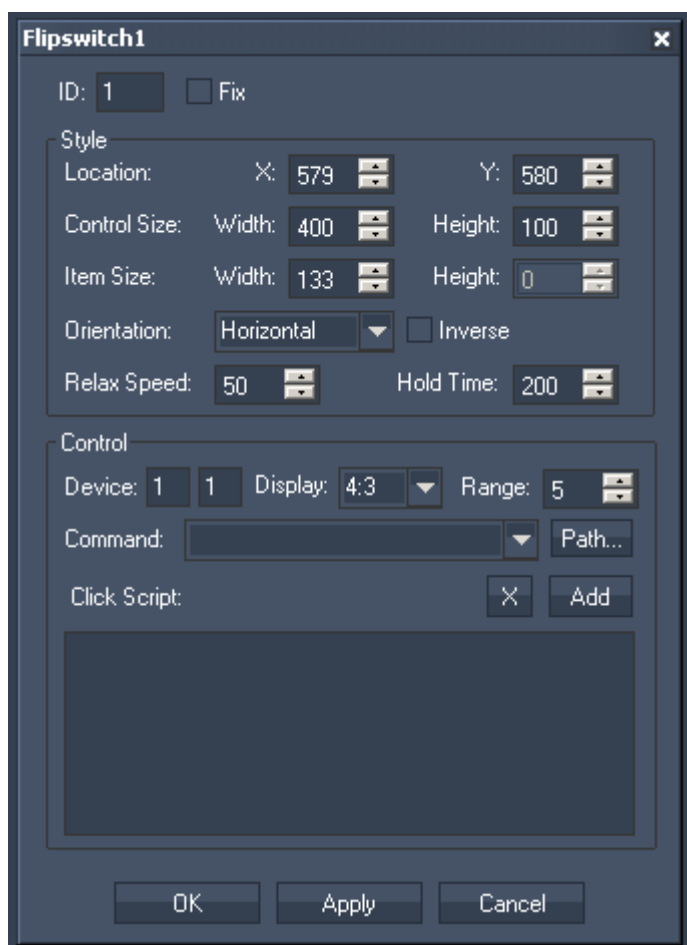 Flipswitch1
ID: 1 Fix
Style
Location: X: 579 Y: 580
Control Size: Width: 400 Height: 100
Item Size: Width: 133 Height: 0
Orientation: Horizontal Inverse
Relax Speed: 50 Hold Time: 200
Control
Device: 1 1 Display: 4:3 Range: 5
Command: Path...
Click Script: X Add
OK Apply Cancel